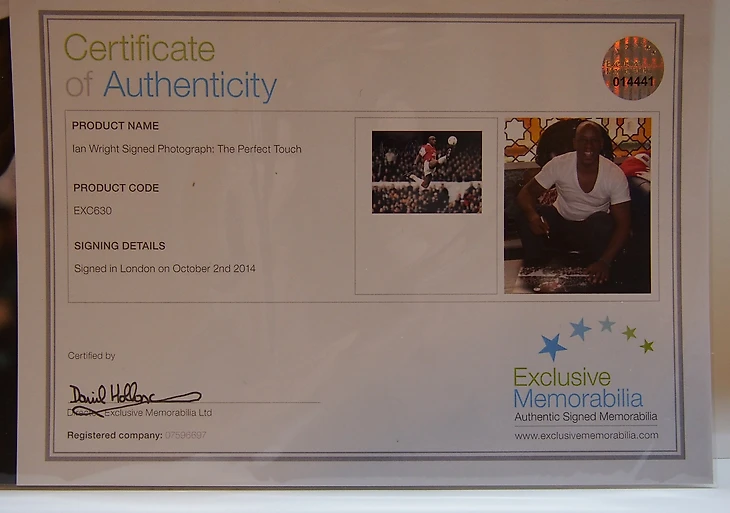 Certificate
of Authenticity
014441
PRODUCT NAME
Ian Wright Signed Photograph: The Perfect Touch
PRODUCT CODE
EXC630
SIGNING DETAILS
Signed in London on October 2nd 2014
Certified by
Director Exclusive Memorabilia Ltd
Registered company: 07596897
Exclusive
Memorabilia
Authentic Signed Memorabilia
www.exclusivememorabilia.com